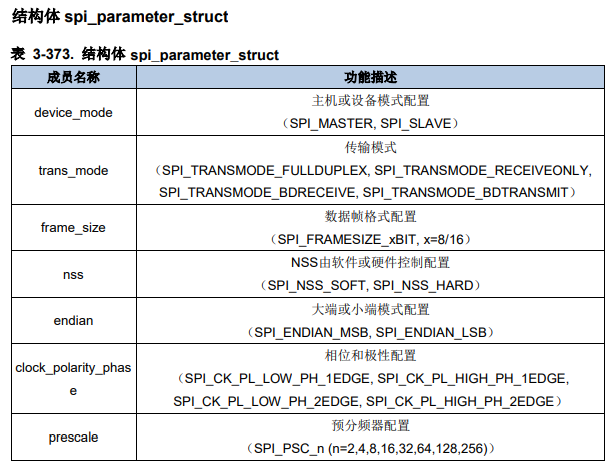 结构体 spi_parameter_struct
表 3-373. 结构体 spi_parameter_struct
成员名称 功能描述
device_mode 主机或设备模式配置
（SPI_MASTER, SPI_SLAVE）
trans_mode 传输模式
（SPI_TRANSMODE_FULLDUPLEX, SPI_TRANSMODE_RECEIVEONLY,
SPI_TRANSMODE_BDRECEIVE, SPI_TRANSMODE_BDTRANSMIT）
frame_size 数据帧格式配置
（SPI_FRAMESIZE_xBIT, x=8/16）
nss NSS由软件或硬件控制配置
（SPI_NSS_SOFT, SPI_NSS_HARD）
endian 大端或小端模式配置
（SPI_ENDIAN_MSB, SPI_ENDIAN_LSB）
clock_polarity_phas
e
相位和极性配置
（SPI_CK_PL_LOW_PH_1EDGE, SPI_CK_PL_HIGH_PH_1EDGE,
SPI_CK_PL_LOW_PH_2EDGE, SPI_CK_PL_HIGH_PH_2EDGE）
prescale 预分频器配置
（SPI_PSC_n (n=2,4,8,16,32,64,128,256)）